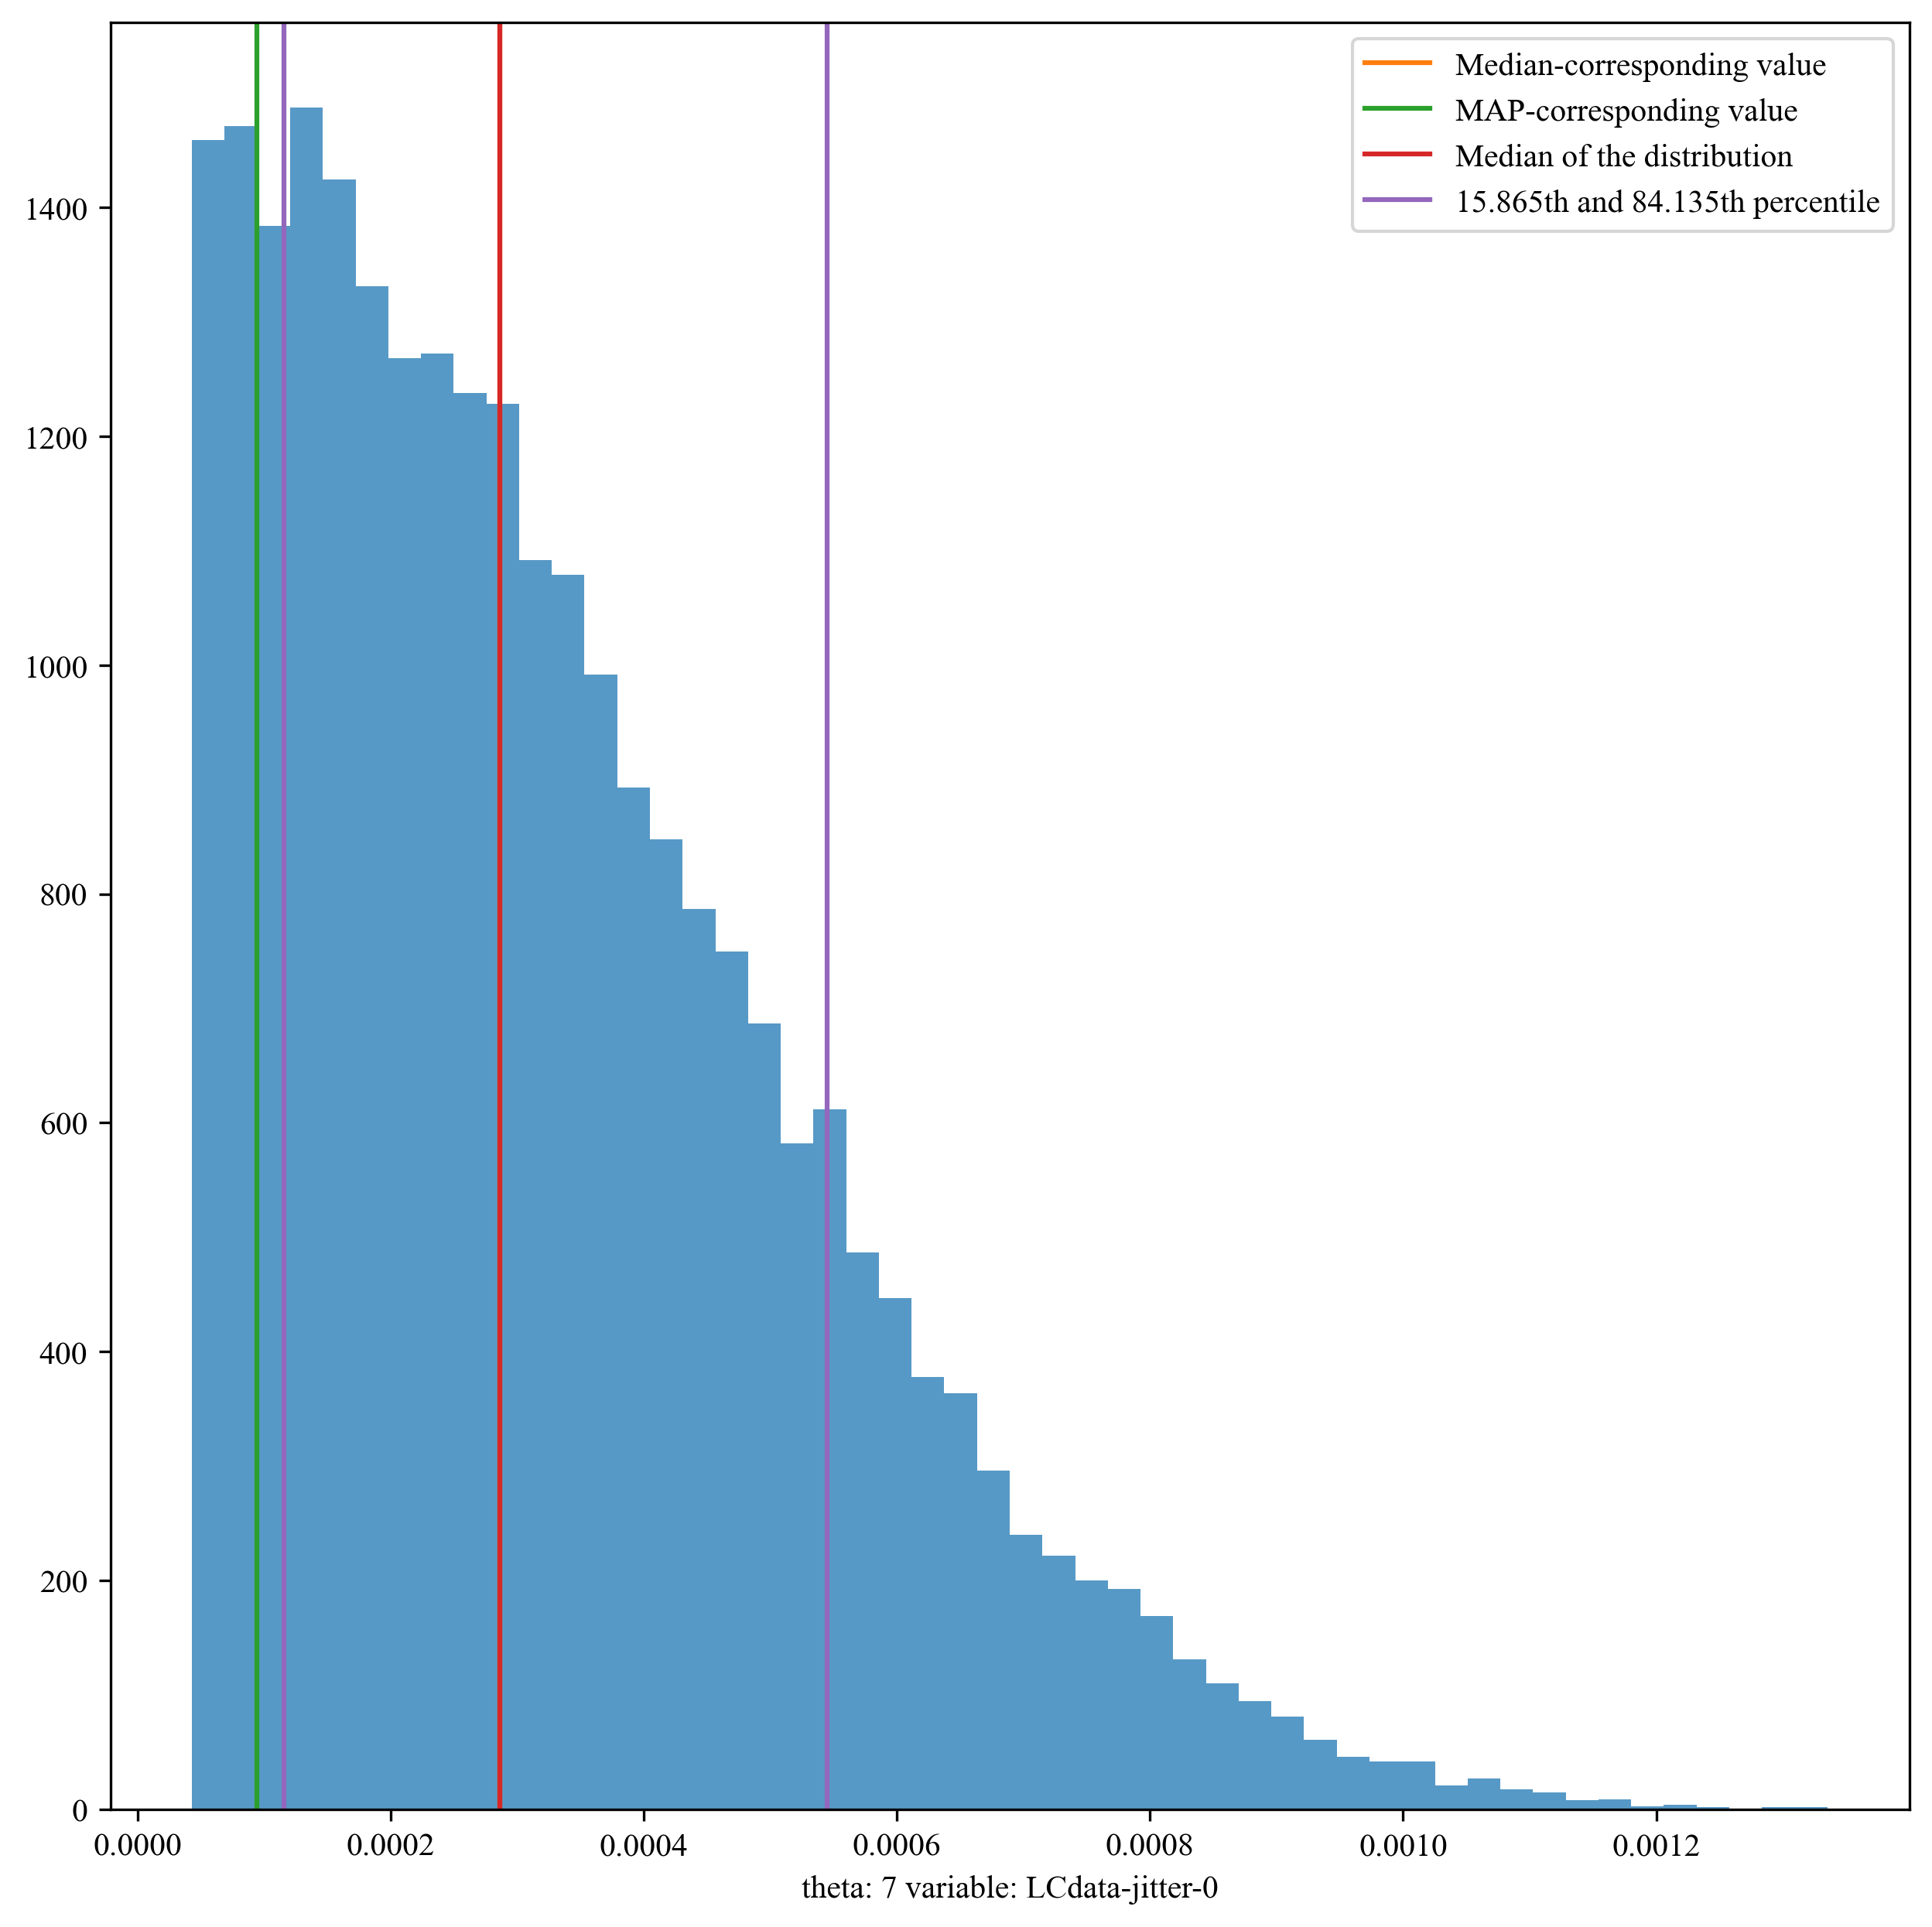 Median-corresponding value
MAP-corresponding value
Median of the distribution
15.865th and 84.135th percentile
1400
1200
1000
800
600
400
200
0
0.0000 0.0002 0.0004 0.0006 0.0008 0.0010 0.0012
theta: 7 variable: LCdata-jitter-0